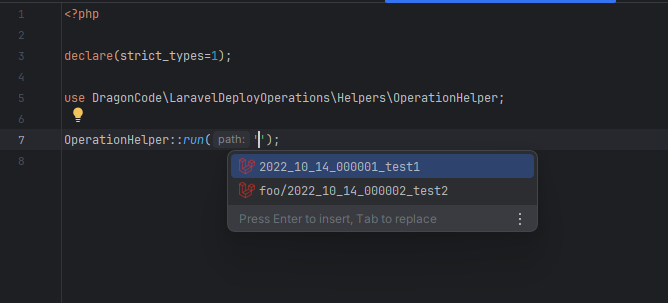 1 <?php
2
3 declare(strict_types=1);
4
5 use DragonCode\LaravelDeployOperations\Helpers\OperationHelper;
6
7 OperationHelper::run( path: '');
8
2022_10_14_000001_test1
foo/2022_10_14_000002_test2
Press Enter to insert, Tab to replace